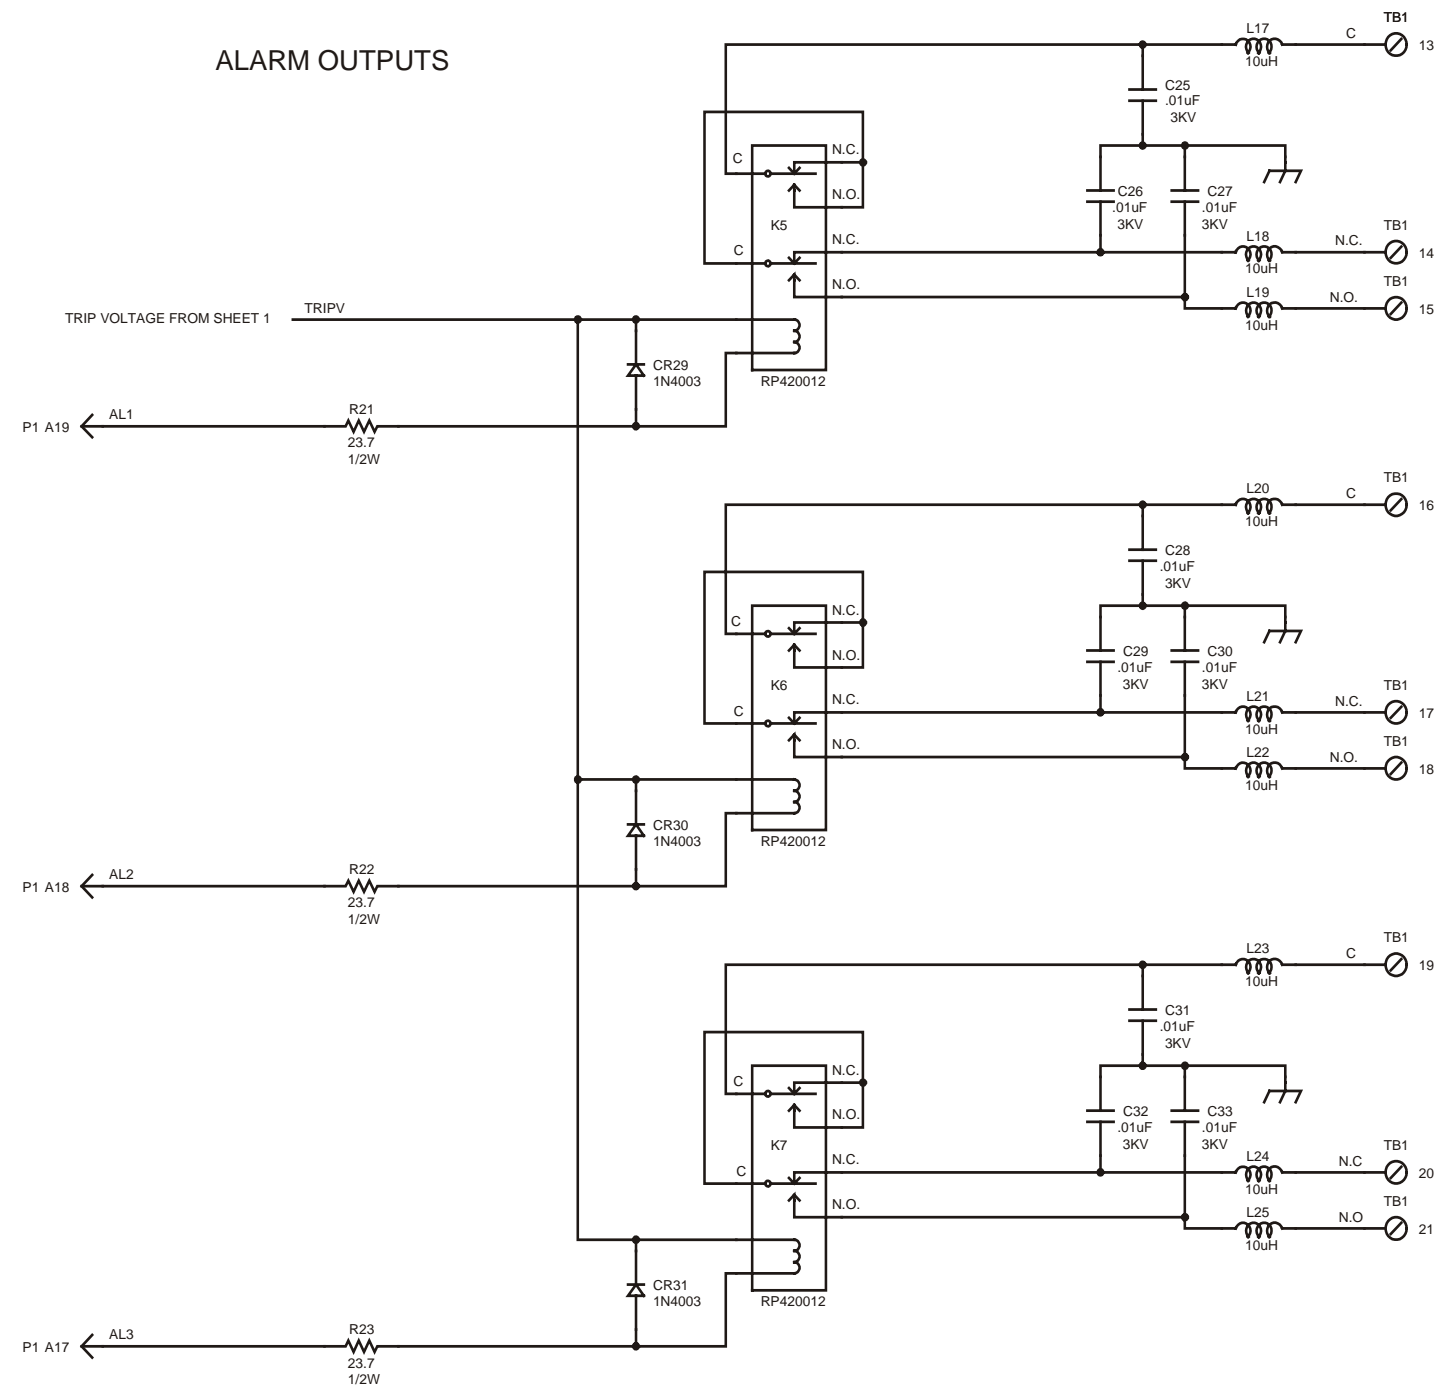 ALARM OUTPUTS
TB1
L17
C
13
10uH
C25
.01uF
3KV
N.C.
C
N.O.
C26
.01uF
3KV
C27
.01uF
3KV
K5
TB1
L18
N.C.
14
10uH
N.C.
C
TB1
L19
N.O.
15
10uH
N.O.
TRIP VOLTAGE FROM SHEET 1
TRIPV
CR29
1N4003
RP420012
P1 A19
AL1
R21
23.7
1/2W
TB1
L20
C
16
10uH
C28
.01uF
3KV
N.C.
C
N.O.
C29
.01uF
3KV
C30
.01uF
3KV
K6
TB1
L21
N.C.
17
10uH
N.C.
C
TB1
L22
N.O.
18
10uH
N.O.
CR30
1N4003
RP420012
P1 A18
AL2
R22
23.7
1/2W
TB1
L23
C
19
10uH
C31
.01uF
3KV
N.C.
C
N.O.
C32
.01uF
3KV
C33
.01uF
3KV
K7
TB1
L24
N.C
20
10uH
N.C.
C
TB1
L25
N.O
21
10uH
N.O.
CR31
1N4003
RP420012
P1 A17
AL3
R23
23.7
1/2W